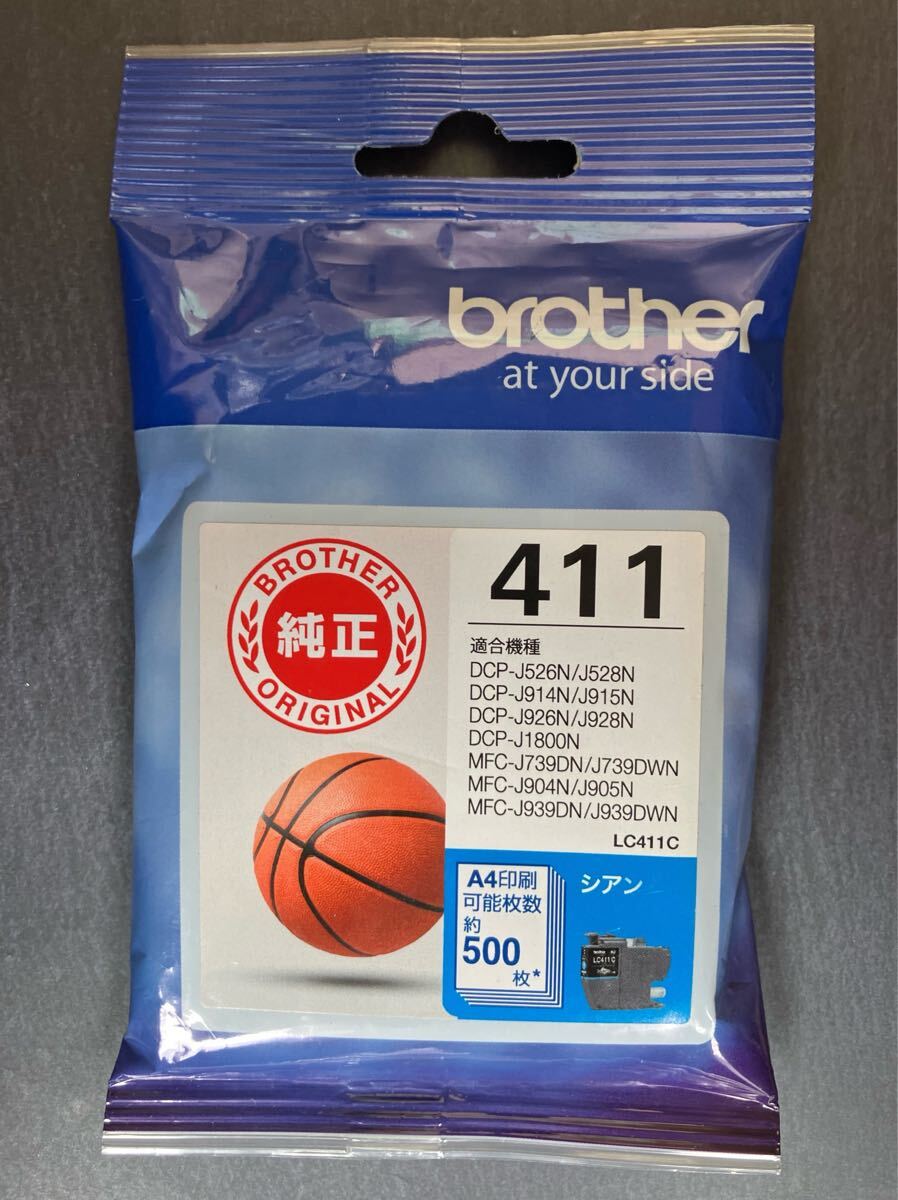 brother
at your side
BROTHER
純正
ORIGINAL
411
適合機種
DCP-J526N/J528N
DCP-J914N/J915N
DCP-J926N/J928N
DCP-J1800N
MFC-J739DN/J739DWN
MFC-J904N/J905N
MFC-J939DN/J939DWN
LC411C
A4印刷
可能枚数
約
500
枚*
シアン
brother
LC411C